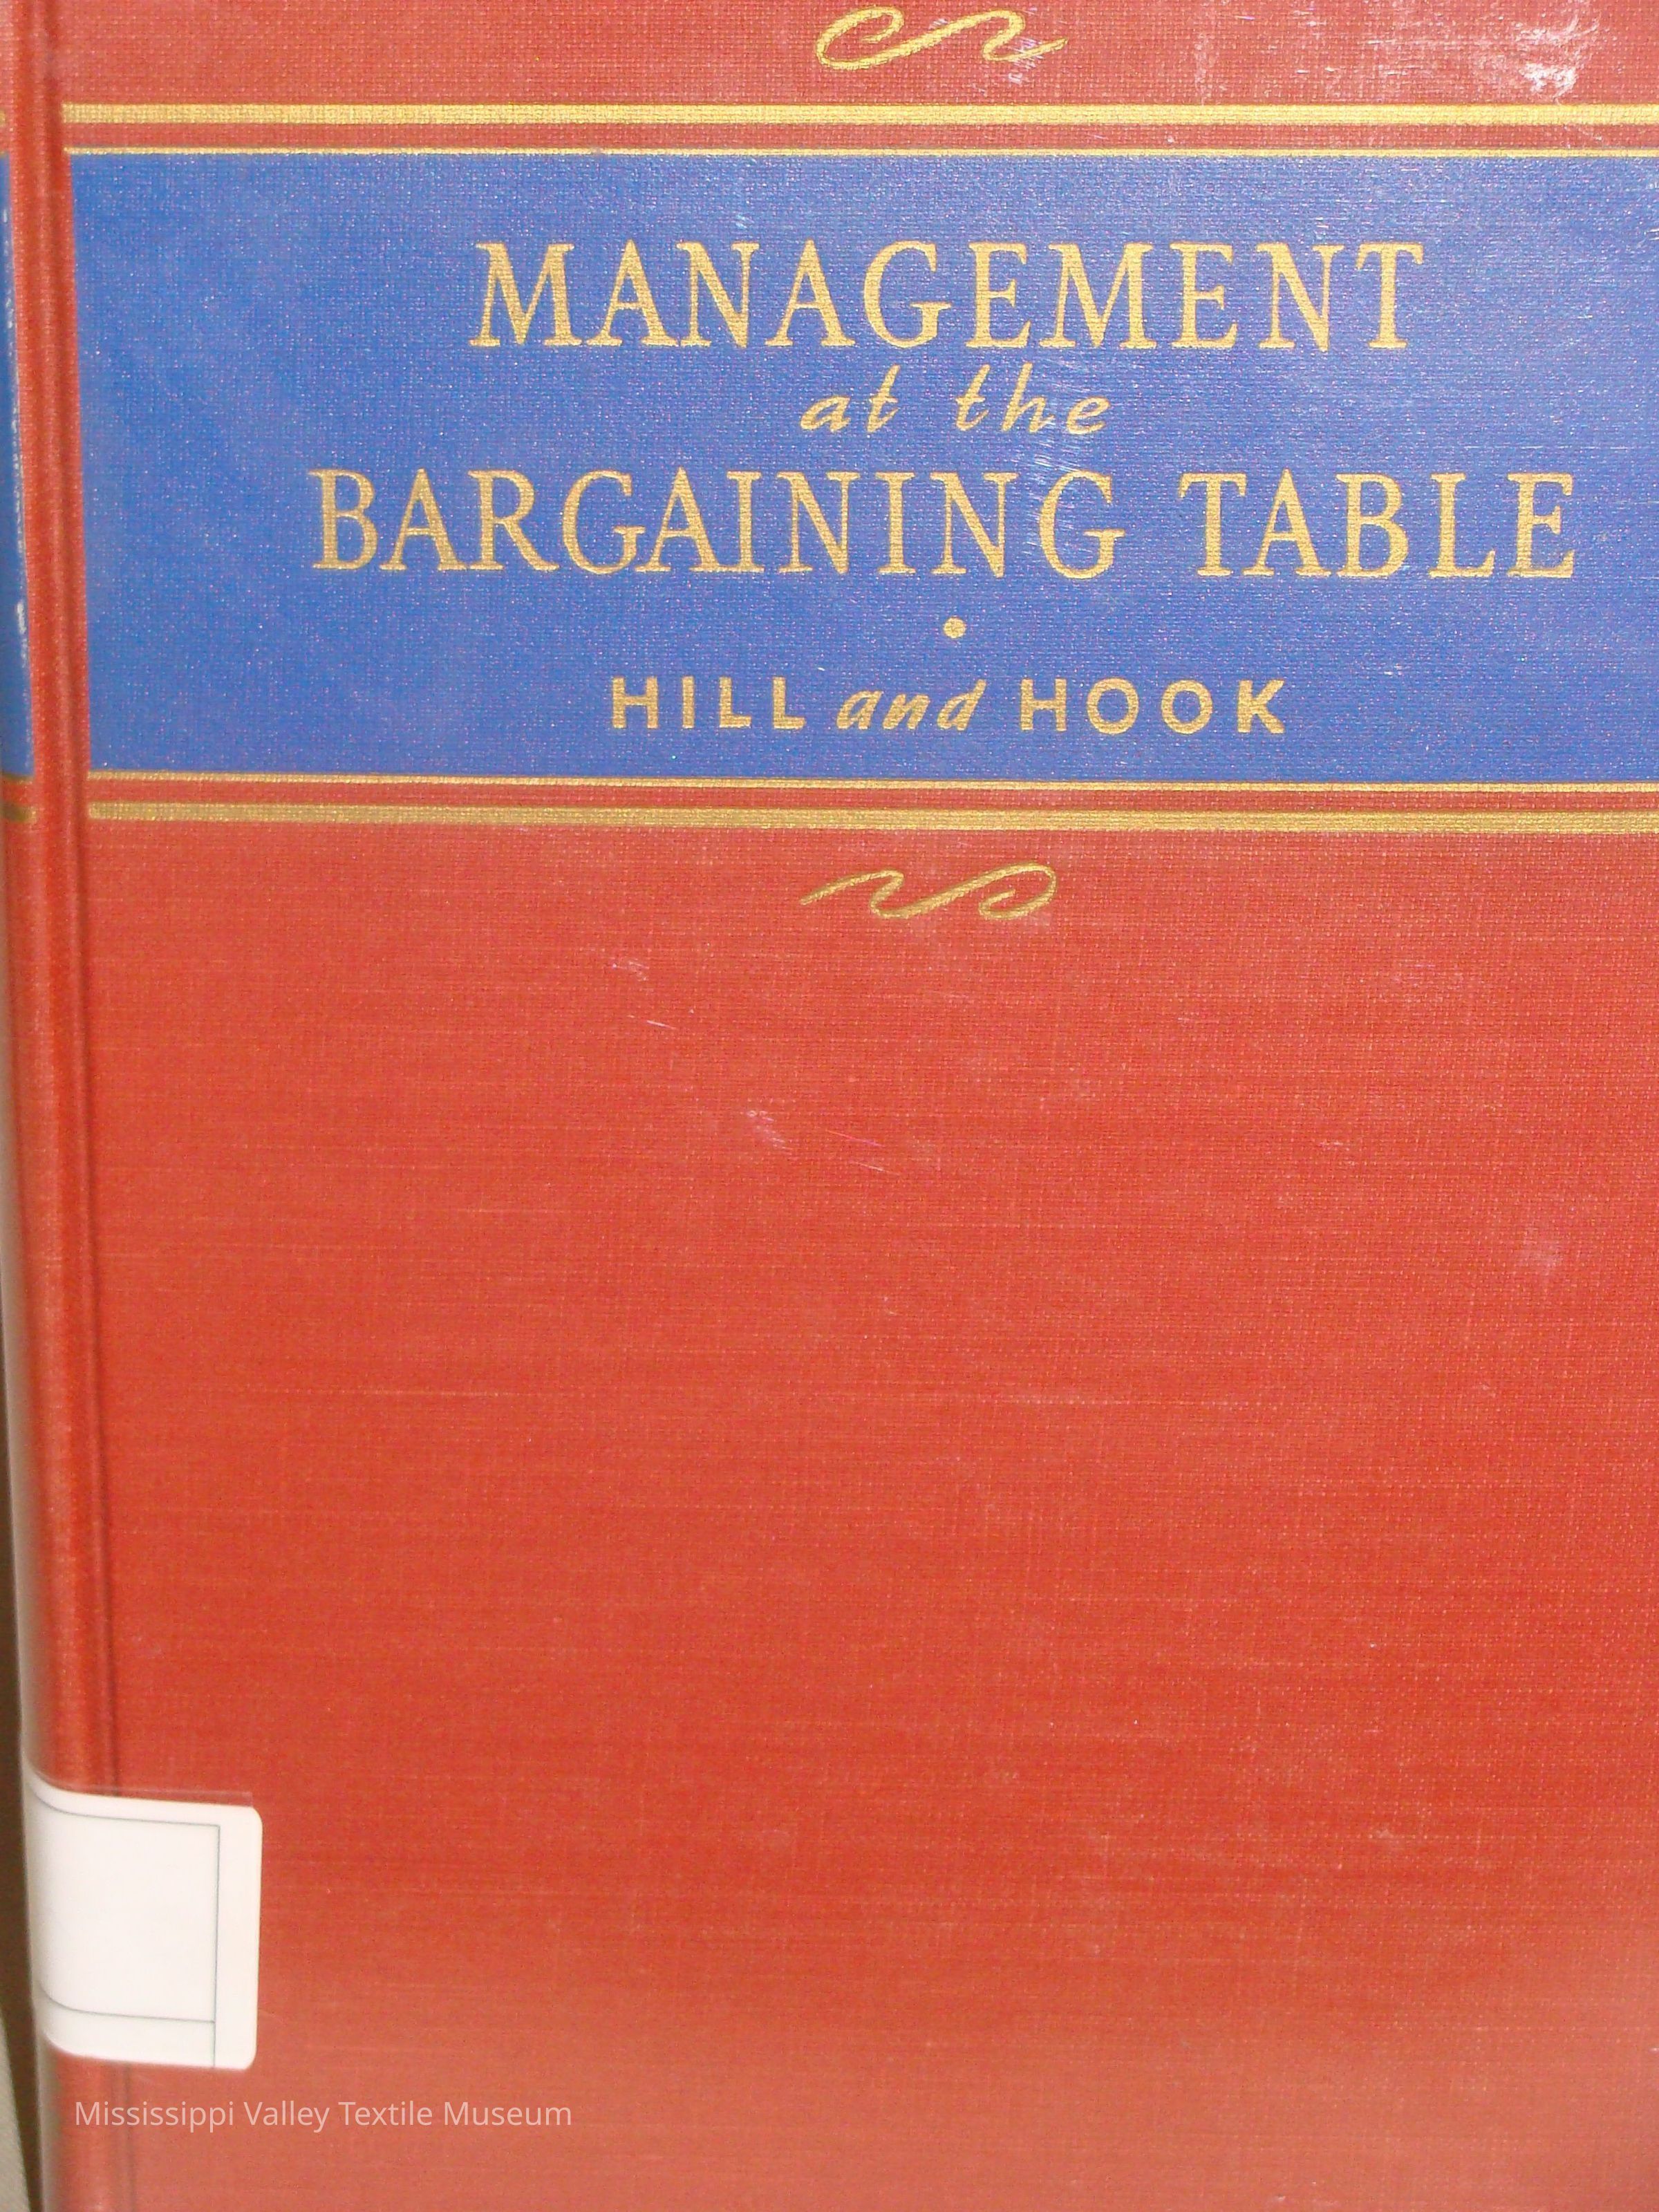 MANAGEMENT
at the
BARGAINING TABLE
•
HILL and HOOK
Mississippi Valley Textile Museum